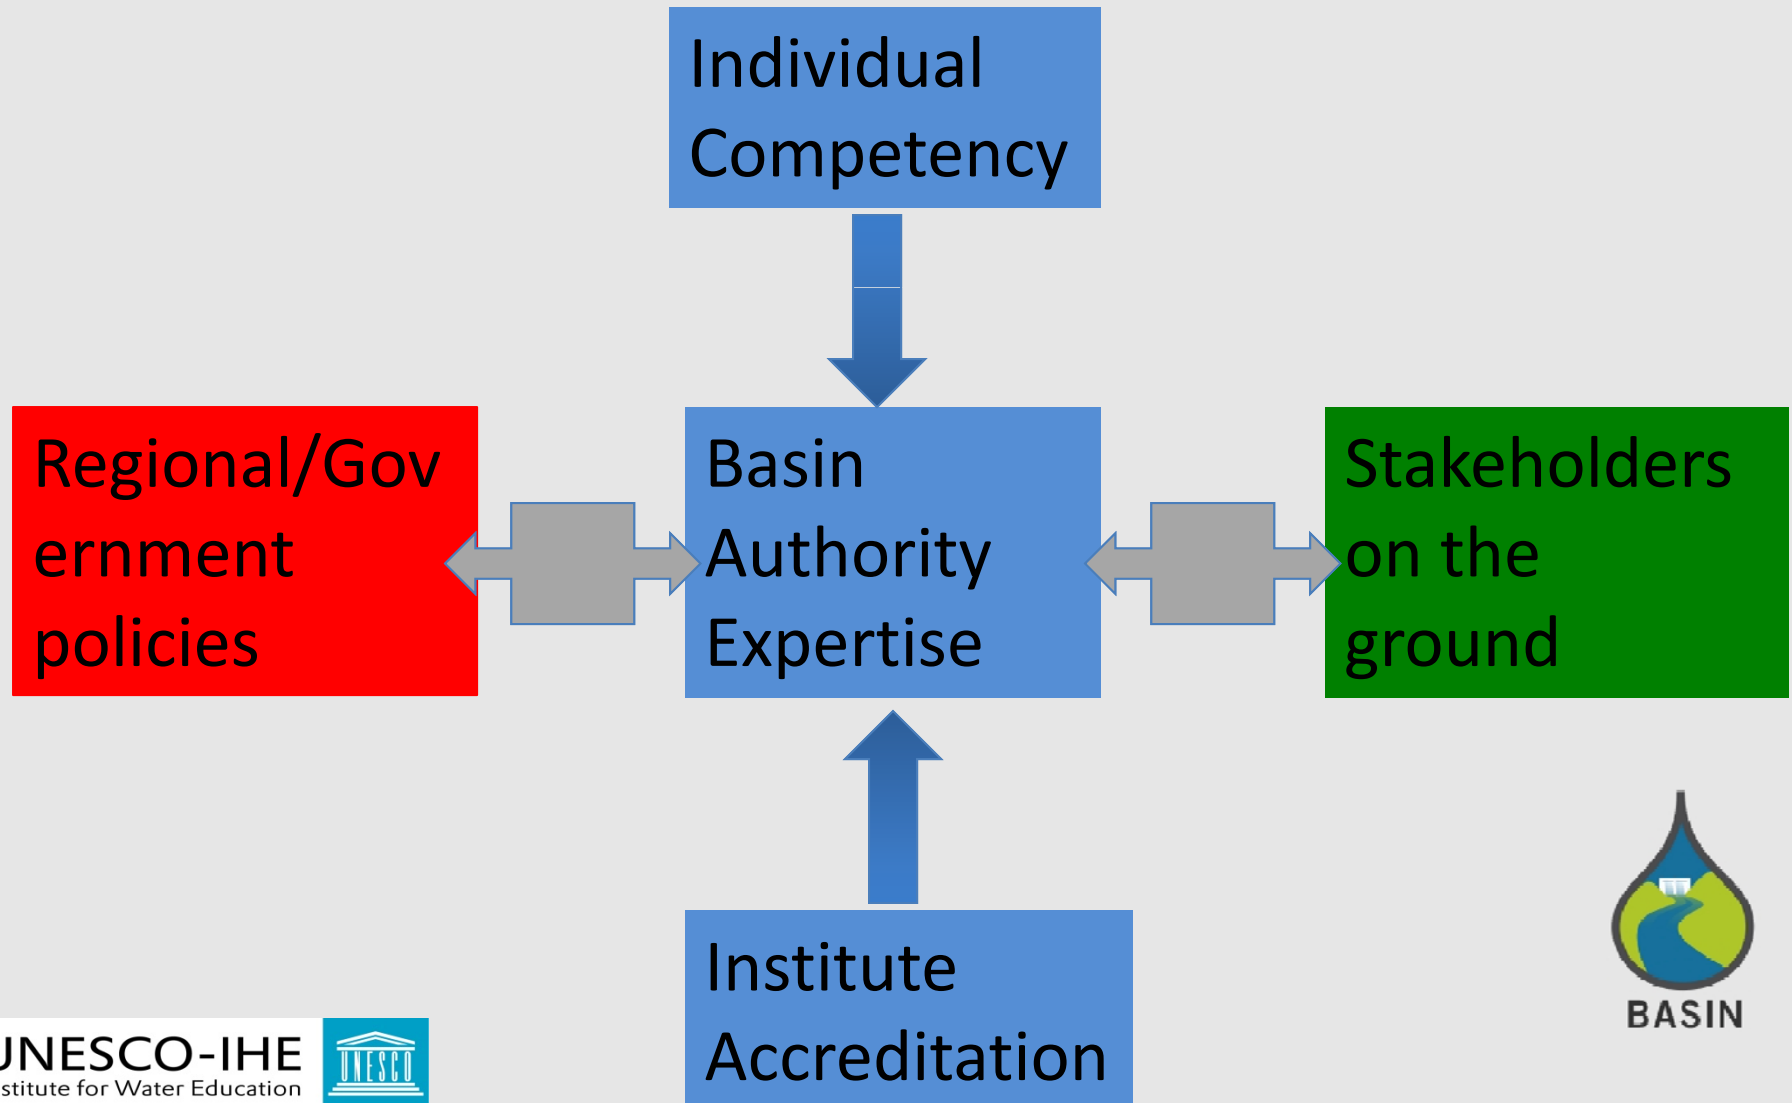 Individual
Competency
Regional/Gov
ernment
policies
Basin
Authority
Expertise
Stakeholders
on the
ground
Institute
Accreditation
BASIN
UNESCO-IHE
stitute for Water Education
UNESCO